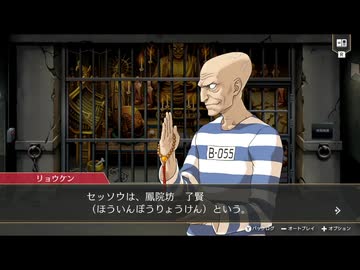 B-055
リョウケン
セッソウは、鳳院坊　了賢
（ほういんぼうりょうけん）という。
バックログ
オートプレイ
オプション